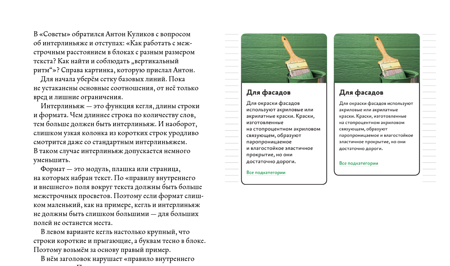 В «Советы» обратился Антон Куликов с вопросом
об интерлиньяже и отступах: «Как работать с меж-
строчным расстоянием в блоках с разным размером
текста? Как найти и соблюдать „вертикальный
ритм“»? Справа картинка, которую прислал Антон.
Для начала уберём сетку базовых линий. Пока
не устаканены основные соотношения, от неё только
вред и лишние ограничения.
Интерлиньяж — это функция кегля, длины строки
и формата. Чем длиннее строка по количеству слов,
тем больше должен быть интерлиньяж. И наоборот,
слишком узкая колонка из коротких строк уродливо
смотрится даже со стандартным интерлиньяжем.
В таком случае интерлиньяж допускается немного
уменьшить.
Формат — это модуль, плашка или страница,
на которых набран текст. По «правилу внутреннего
и внешнего» поля вокруг текста должны быть больше
межстрочных просветов. Поэтому если формат слиш-
ком маленький, как на примере, кегль и интерлиньяж
не должны быть слишком большими — для больших
полей не останется места.
В левом варианте кегль настолько крупный, что
строки короткие и прыгающие, а буквам тесно в блоке.
Поэтому возьмём за основу правый пример.
В нём заголовок нарушает «правило внутреннего
Для фасадов
До окраски фасадов
используют акриловые или
акрилатные краски. Краски,
изготовленные
на стопроцентном акриловом
связующем, образуют
паропроницаемое
и влагостойкое эластичное
прокрытие, но они
достаточно дороги.
Все подкатегории
Для фасадов
До окраски фасадов используют
акриловые или акрилатные
краски. Краски, изготовленные
на стопроцентном акриловом
связующем, образуют
паропроницаемое и влагостойкое
эластичное прокрытие, но они
достаточно дороги.
Все подкатегории